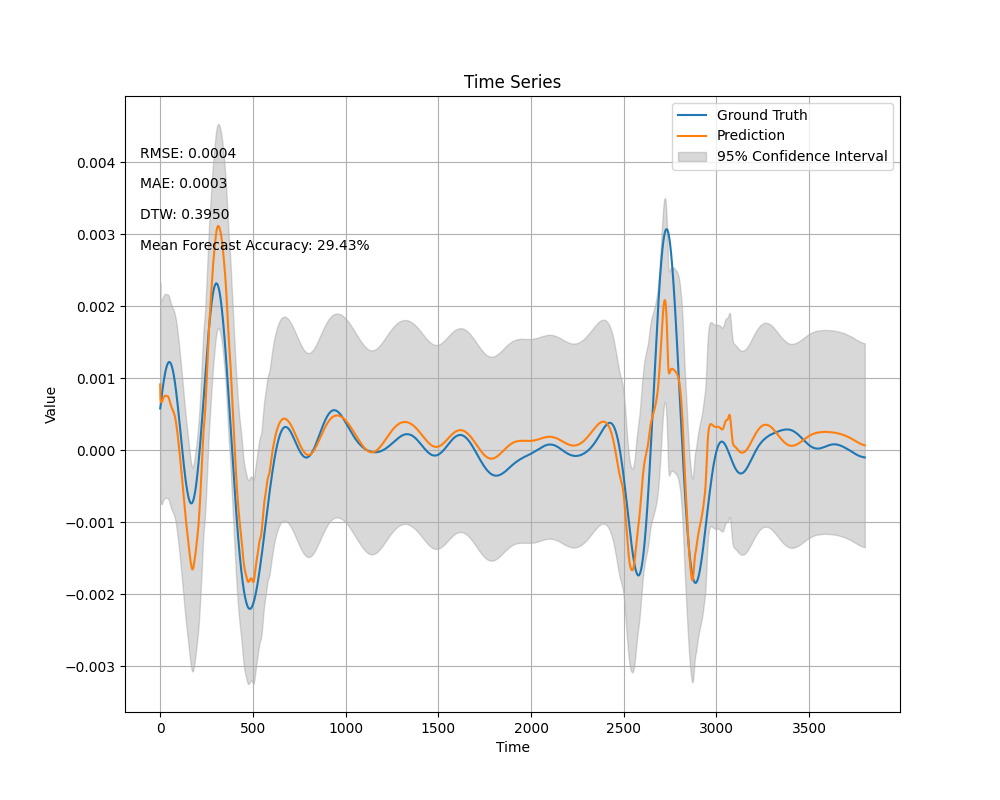 Time Series
Ground Truth
Prediction
95% Confidence Interval
RMSE: 0.0004
MAE: 0.0003
DTW: 0.3950
Mean Forecast Accuracy: 29.43%
Value
0.004
0.003
0.002
0.001
0.000
−0.001
−0.002
−0.003
0 500 1000 1500 2000 2500 3000 3500
Time